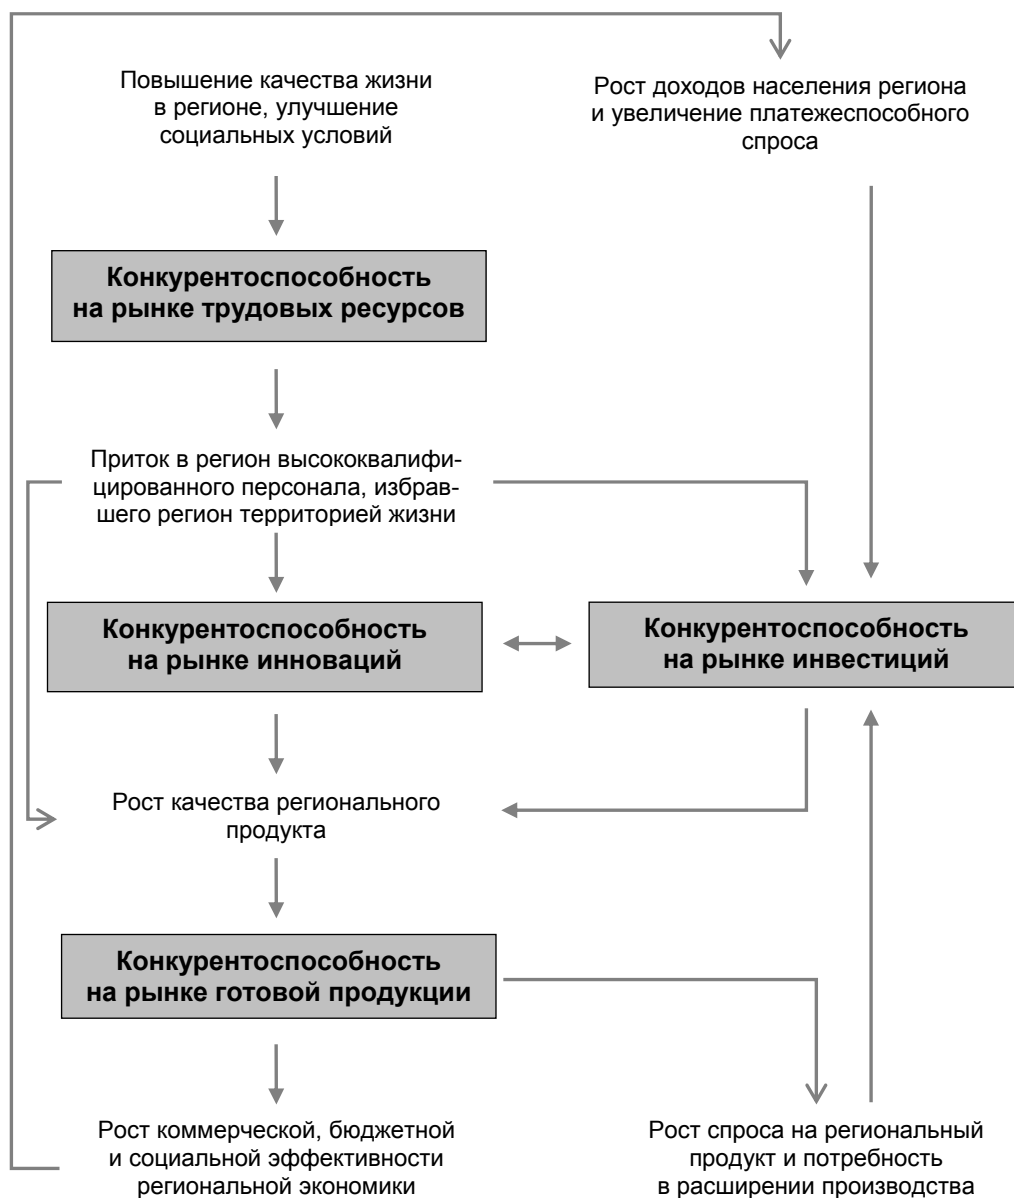 Повышение качества жизни
в регионе, улучшение
социальных условий
Рост доходов населения региона
и увеличение платежеспособного
спроса
Конкурентоспособность
на рынке трудовых ресурсов
Приток в регион высококвалифи-
цированного персонала, избрав-
шего регион территорией жизни
Конкурентоспособность
на рынке инноваций
Конкурентоспособность
на рынке инвестиций
Рост качества регионального
продукта
Конкурентоспособность
на рынке готовой продукции
Рост коммерческой, бюджетной
и социальной эффективности
региональной экономики
Рост спроса на региональный
продукт и потребность
в расширении производства